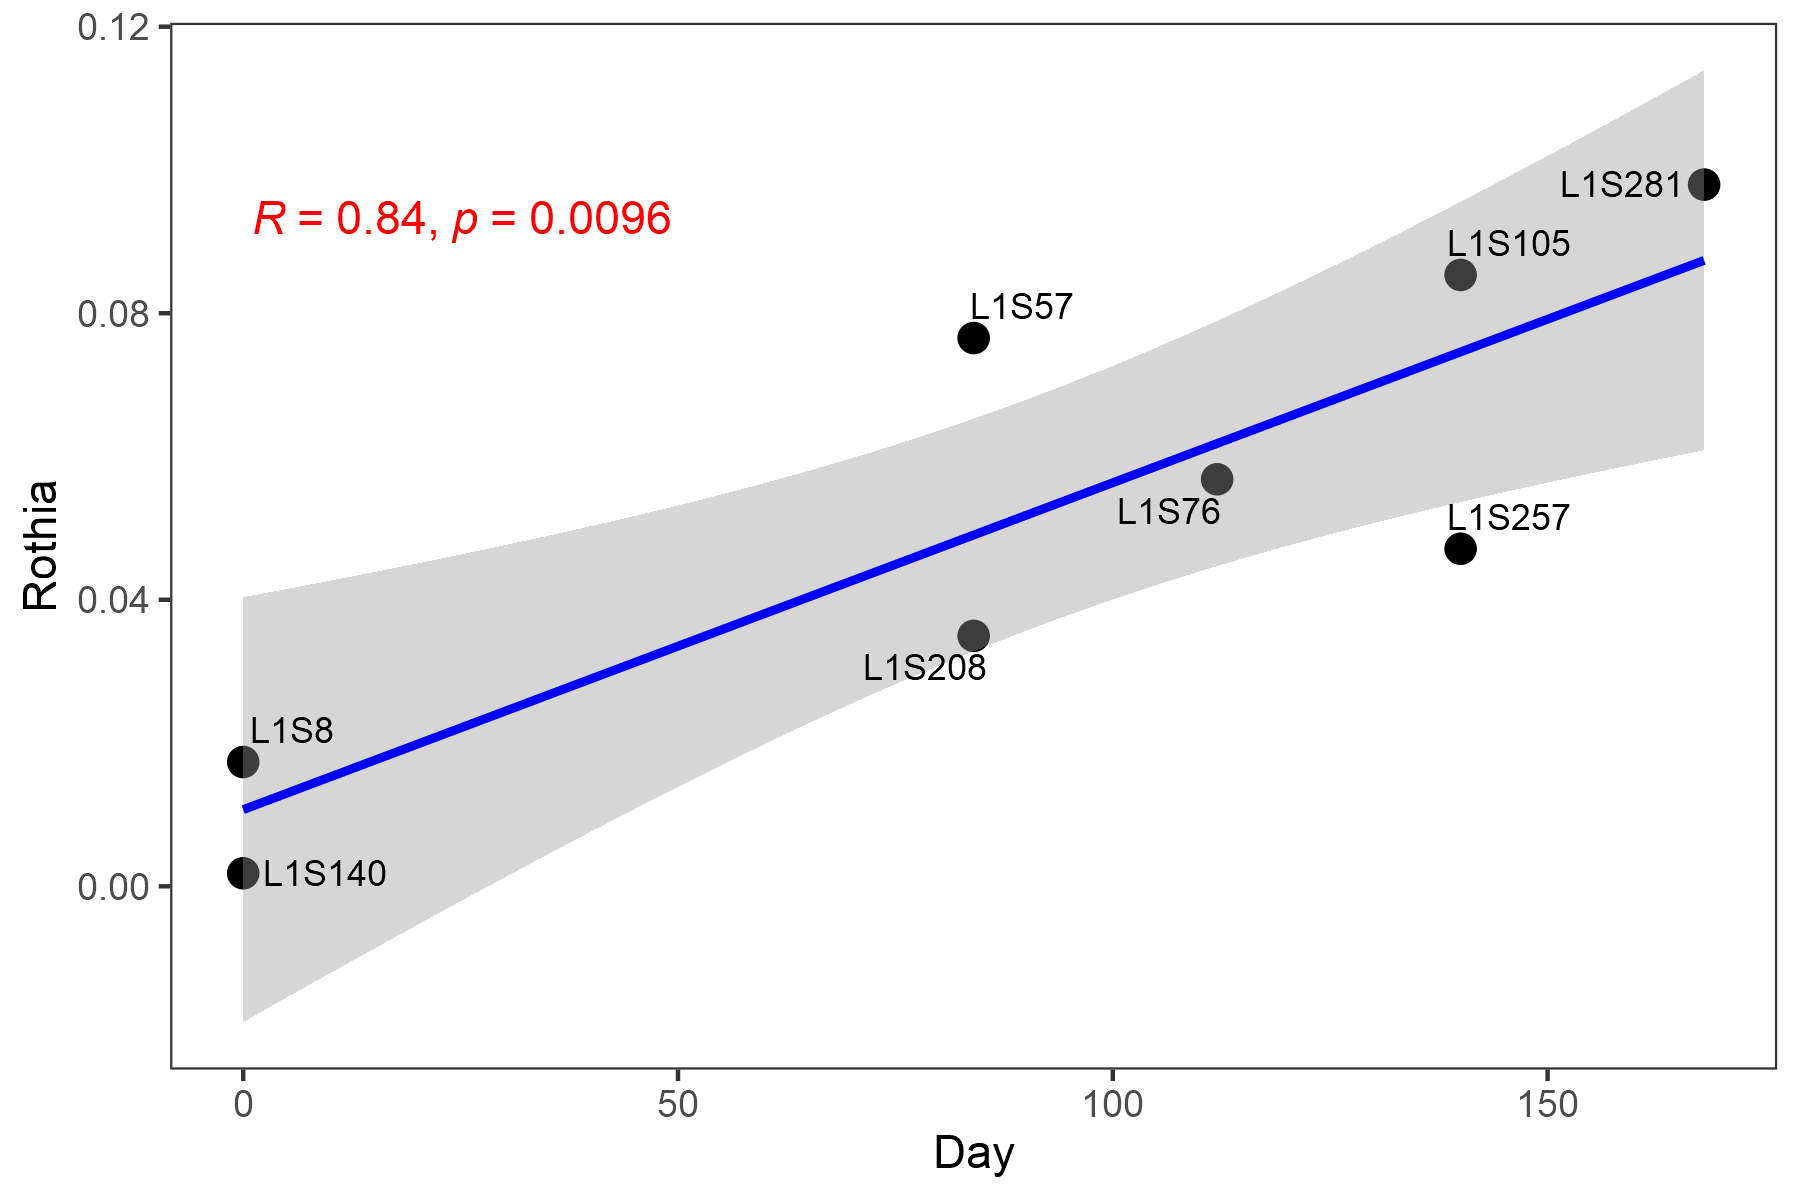 0.12
R = 0.84, p = 0.0096
L1S281
L1S105
L1S57
0.08
L1S76
L1S257
Rothia
0.04
L1S208
L1S8
L1S140
0.00
0
50
100
150
Day